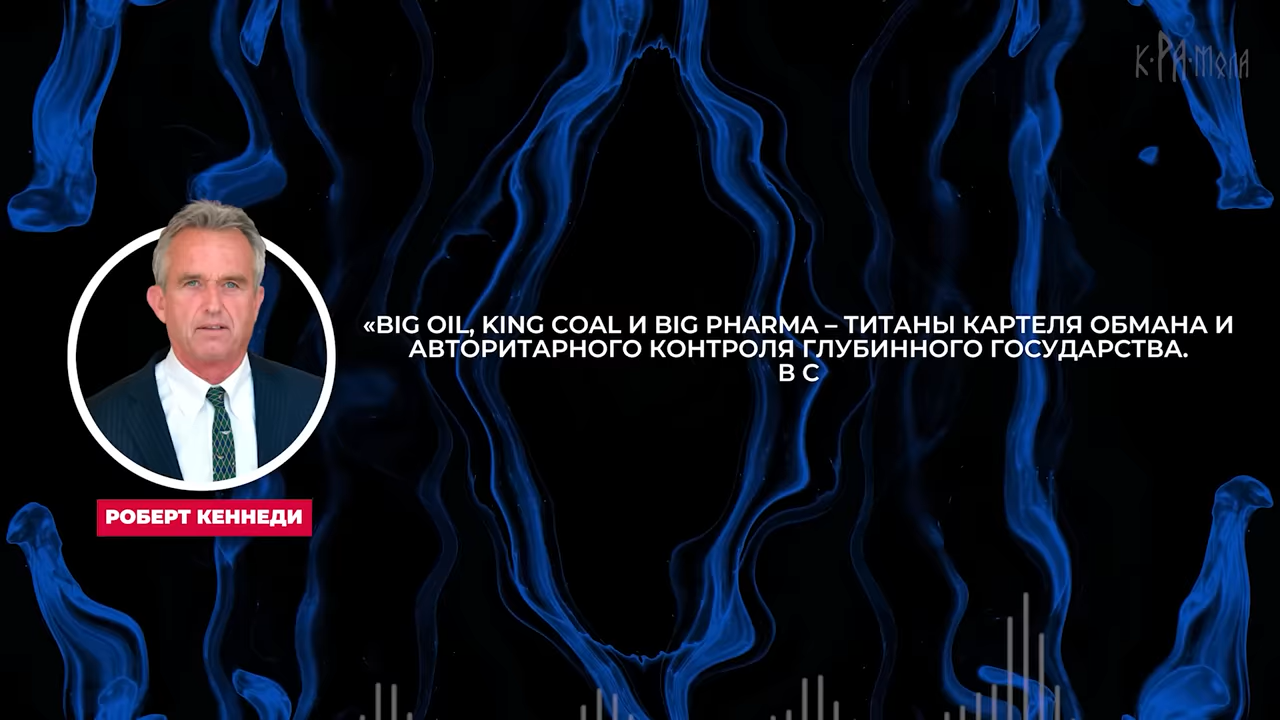 К·РА·МОЛА
«BIG OIL, KING COAL И BIG PHARMA – ТИТАНЫ КАРТЕЛЯ ОБМАНА И
АВТОРИТАРНОГО КОНТРОЛЯ ГЛУБИННОГО ГОСУДАРСТВА.
В С
РОБЕРТ КЕННЕДИ